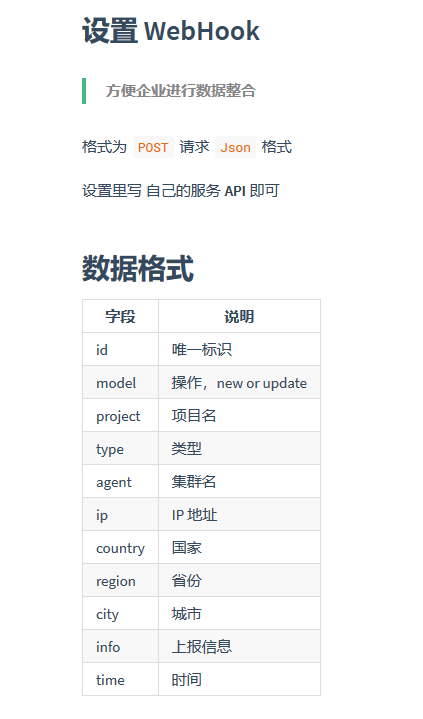 设置 WebHook
方便企业进行数据整合
格式为 POST 请求 Json 格式
设置里写 自己的服务 API 即可
数据格式
字段 说明
id 唯一标识
model 操作，new or update
project 项目名
type 类型
agent 集群名
ip IP 地址
country 国家
region 省份
city 城市
info 上报信息
time 时间